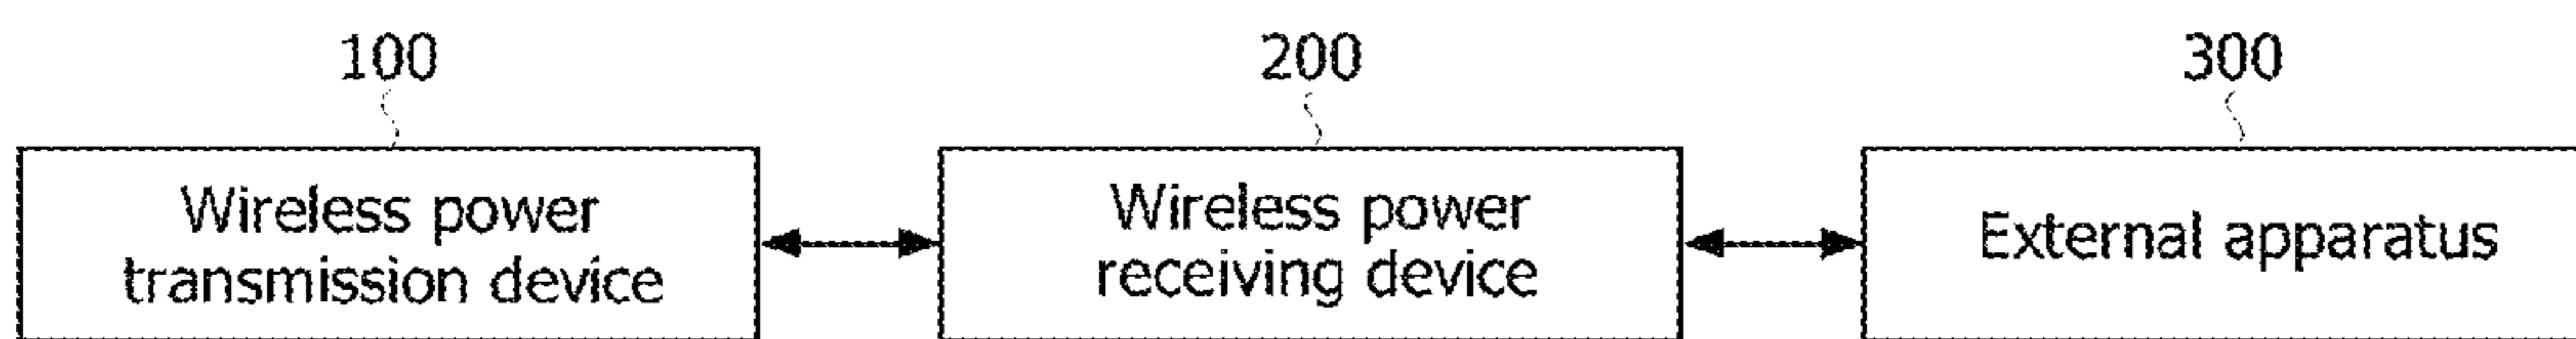 100
200
300
Wireless power
transmission device
Wireless power
receiving device
External apparatus